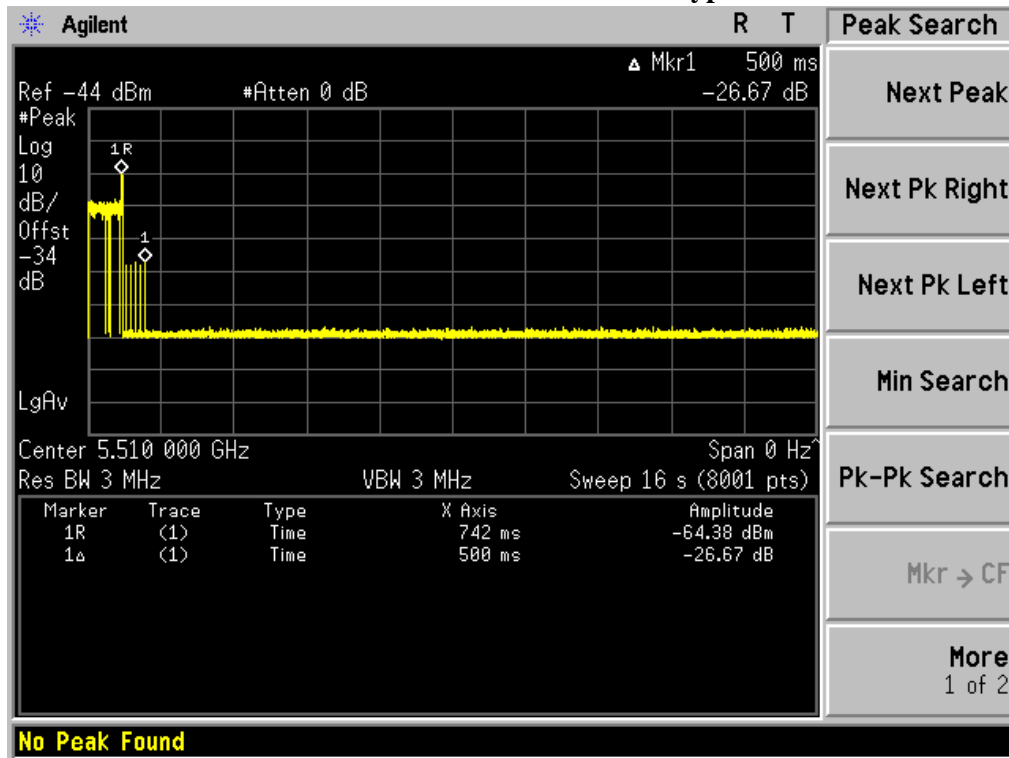 Agilent R T
Peak Search
△ Mkr1 500 ms
Ref -44 dBm #Atten 0 dB -26.67 dB
#Peak
Log
10
dB/
Offst
-34
dB
1R
1
LgAv
Center 5.510 000 GHz Span 0 Hz^
Res BW 3 MHz VBW 3 MHz Sweep 16 s (8001 pts)
Marker Trace Type X Axis Amplitude
1R (1) Time 742 ms -64.38 dBm
1△ (1) Time 500 ms -26.67 dB
Next Peak
Next Pk Right
Next Pk Left
Min Search
Pk-Pk Search
Mkr → CF
More
1 of 2
No Peak Found